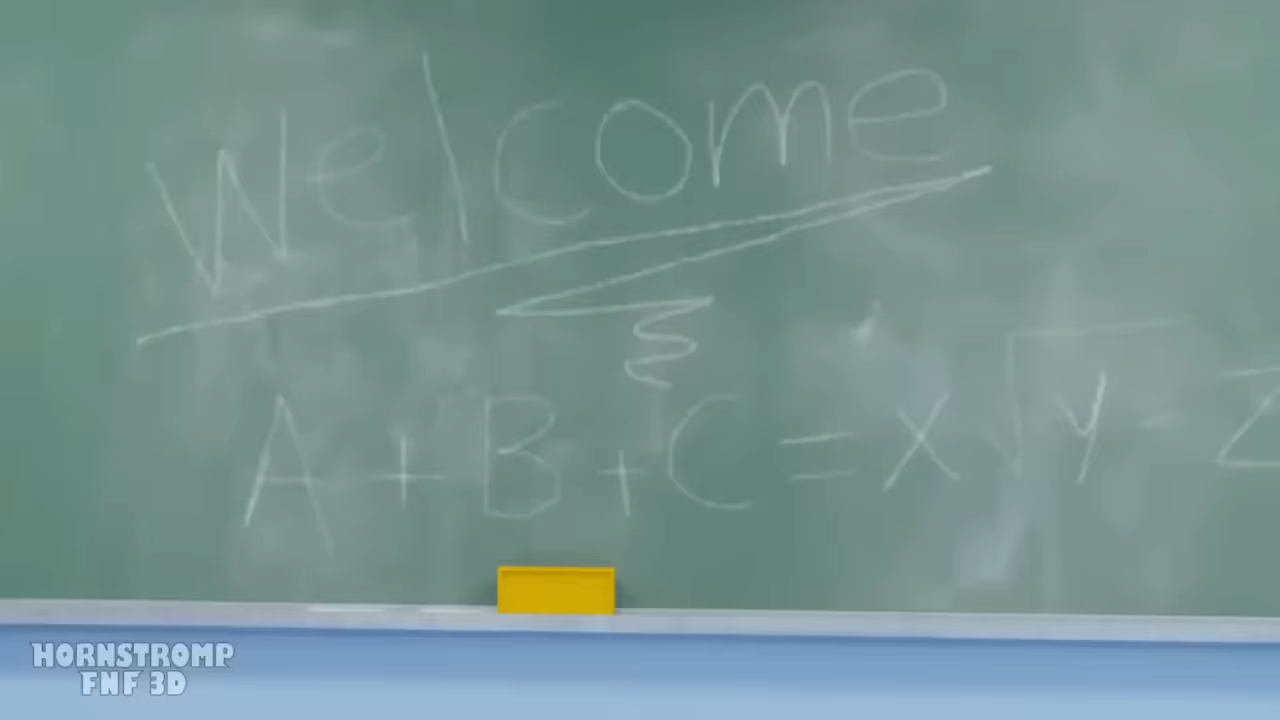 Welcome
A + B + C = x √y - Z
HORNSTROMP
FNF 3D